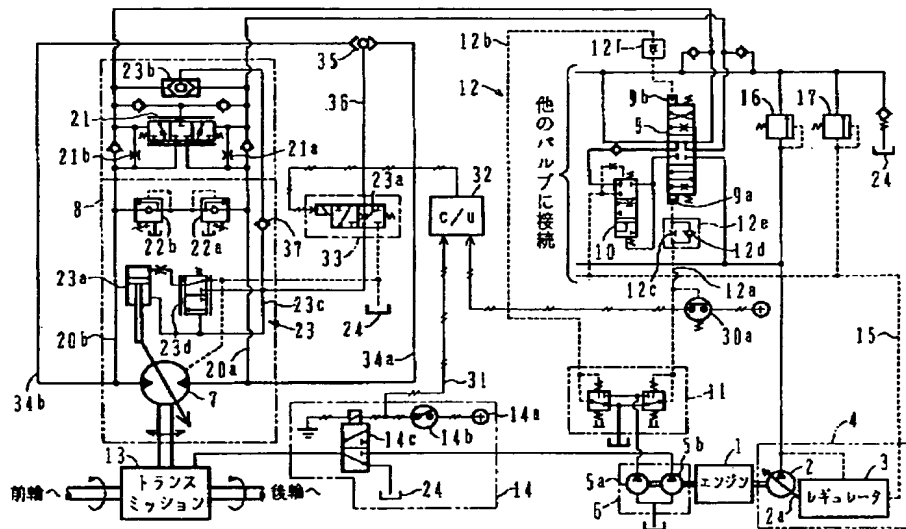 12b
12f
23b
35
12
9b
16
17
21
9
36
21b
21a
他のバルブに接続
32
24
23a
C/U
9a
8
12e
37
10
22b
22a
33
12d
23a
12c
12a
23c
24
30a
15
23
20b
23d
20a
34a
31
11
34b
7
14a
4
14c
14b
5b
1
13
2
3
前輪へ
トランスミッション
後輪へ
24
14
5a
エンジン
レギュレータ
6
2a